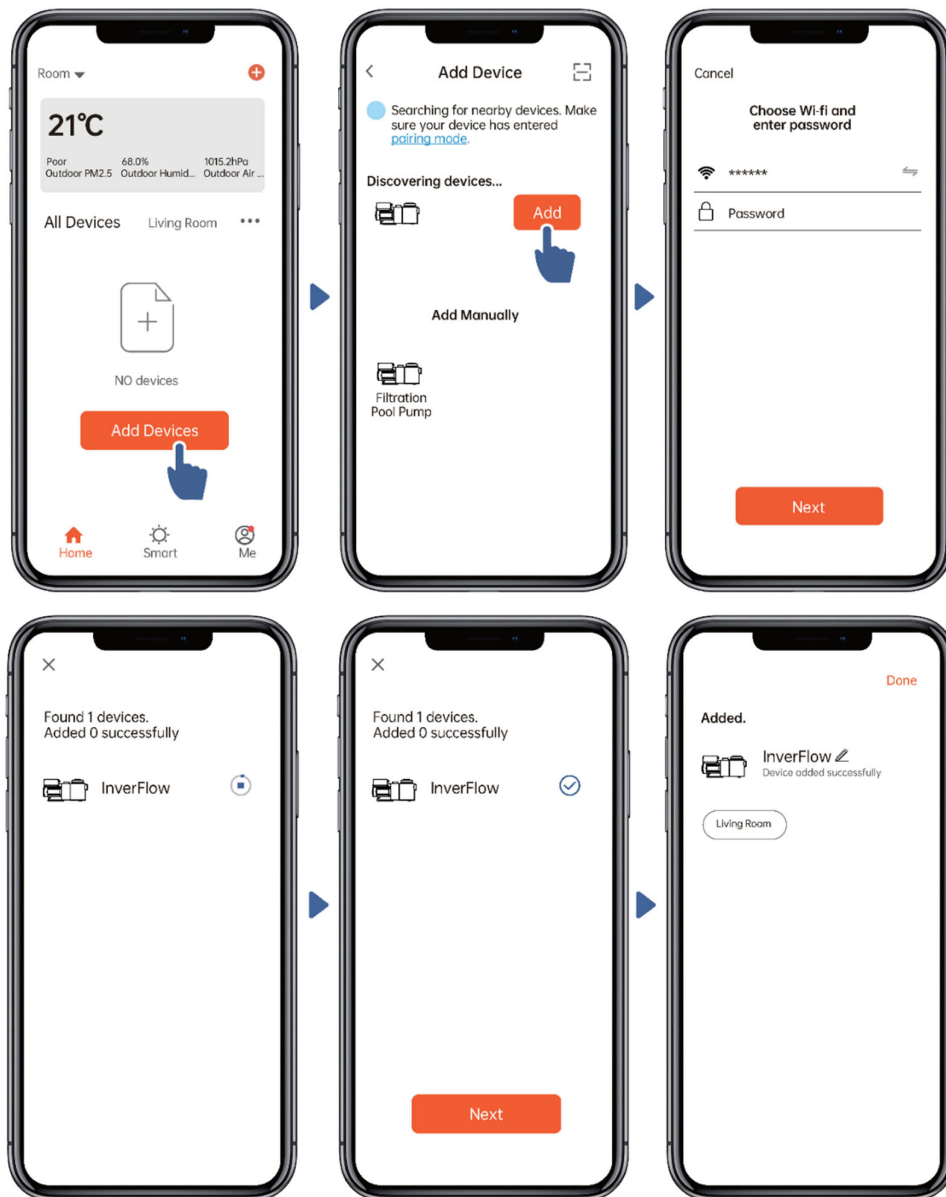 Room
21℃
Poor 68.0% 1015.2hPa
Outdoor PM2.5 Outdoor Humid... Outdoor Air ...
All Devices Living Room •••
NO devices
Add Devices
Home Smart Me
Add Device
Searching for nearby devices. Make
sure your device has entered
pairing mode.
Discovering devices...
Add
Add Manually
Filtration
Pool Pump
Cancel
Choose Wi-fi and
enter password
******
Password
Next
Found 1 devices.
Added 0 successfully
InverFlow
Found 1 devices.
Added 0 successfully
InverFlow
Next
Done
Added.
InverFlow
Device added successfully
Living Room